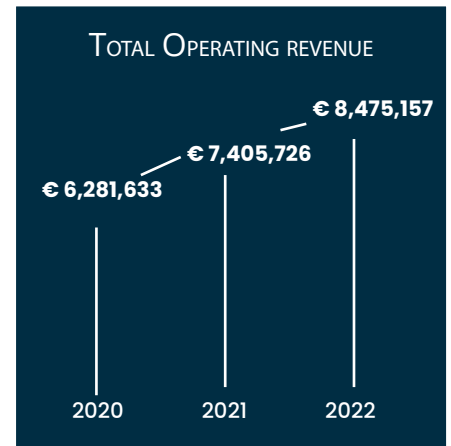 Total Operating revenue
€ 8,475,157
€ 7,405,726
€ 6,281,633
2020 2021 2022